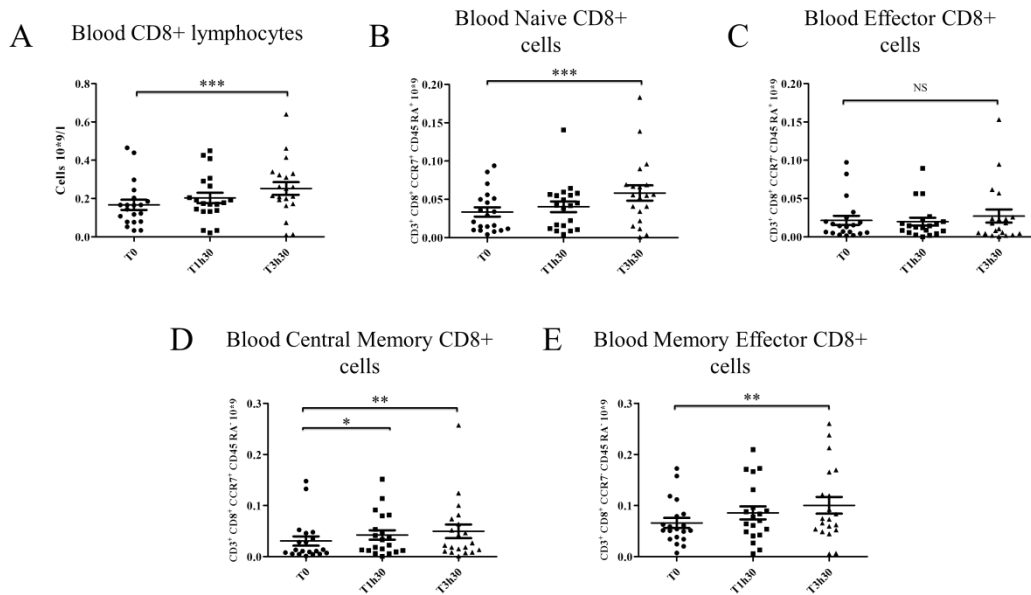 A
Blood CD8+ lymphocytes
Cells 10*9/l
0.8
0.6
0.4
0.2
0.0
***
T0
T1h30
T3h30
B
Blood Naive CD8+
cells
CD3+ CD8+ CCR7+ CD45 RA+ 10*9
0.20
0.15
0.10
0.05
0.00
***
T0
T1h30
T3h30
C
Blood Effector CD8+
cells
CD3+ CD8+ CCR7- CD45 RA+ 10*9
0.20
0.15
0.10
0.05
0.00
NS
T0
T1h30
T3h30
D
Blood Central Memory CD8+
cells
CD3+ CD8+ CCR7+ CD45 RA- 10*9
0.3
0.2
0.1
0.0
**
*
T0
T1h30
T3h30
E
Blood Memory Effector CD8+
cells
CD3+ CD8+ CCR7- CD45 RA- 10*9
0.3
0.2
0.1
0.0
**
T0
T1h30
T3h30